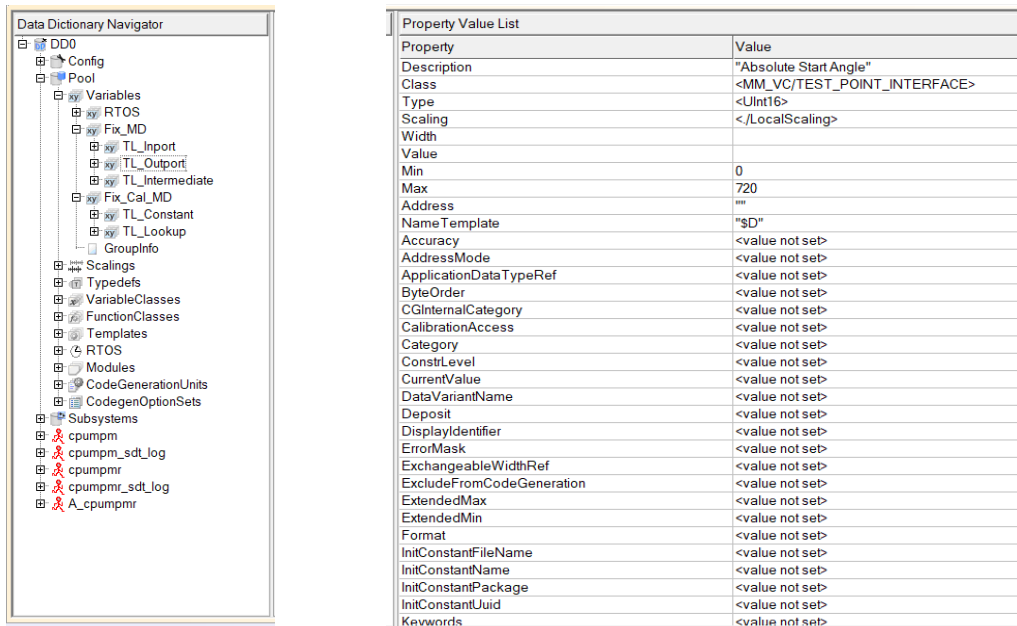 Data Dictionary Navigator
DD0
Config
Pool
Variables
RTOS
Fix_MD
TL_Inport
TL_Outport
TL_Intermediate
Fix_Cal_MD
TL_Constant
TL_Lookup
GroupInfo
Scalings
Typedefs
VariableClasses
FunctionClasses
Templates
RTOS
Modules
CodeGenerationUnits
CodegenOptionSets
Subsystems
cpumpm
cpumpm_sdt_log
cpumpmr
cpumpmr_sdt_log
A_cpumpmr
Property Value List
Property Value
Description "Absolute Start Angle"
Class <MM_VC/TEST_POINT_INTERFACE>
Type <UInt16>
Scaling <./LocalScaling>
Width
Value
Min 0
Max 720
Address ""
NameTemplate "$D"
Accuracy <value not set>
AddressMode <value not set>
ApplicationDataTypeRef <value not set>
ByteOrder <value not set>
CGInternalCategory <value not set>
CalibrationAccess <value not set>
Category <value not set>
ConstrLevel <value not set>
CurrentValue <value not set>
DataVariantName <value not set>
Deposit <value not set>
DisplayIdentifier <value not set>
ErrorMask <value not set>
ExchangeableWidthRef <value not set>
ExcludeFromCodeGeneration <value not set>
ExtendedMax <value not set>
ExtendedMin <value not set>
Format <value not set>
InitConstantFileName <value not set>
InitConstantName <value not set>
InitConstantPackage <value not set>
InitConstantUuid <value not set>
Keywords <value not set>